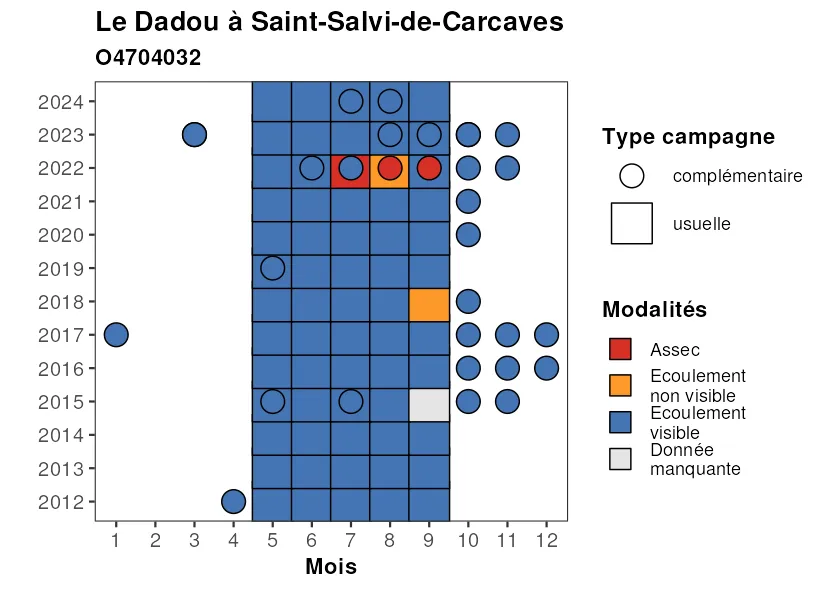 Le Dadou à Saint-Salvi-de-Carcaves
O4704032
2024
2023
2022
2021
2020
2019
2018
2017
2016
2015
2014
2013
2012
1 2 3 4 5 6 7 8 9 10 11 12
Mois
Type campagne
complémentaire
usuelle
Modalités
Assec
Ecoulement
non visible
Ecoulement
visible
Donnée
manquante